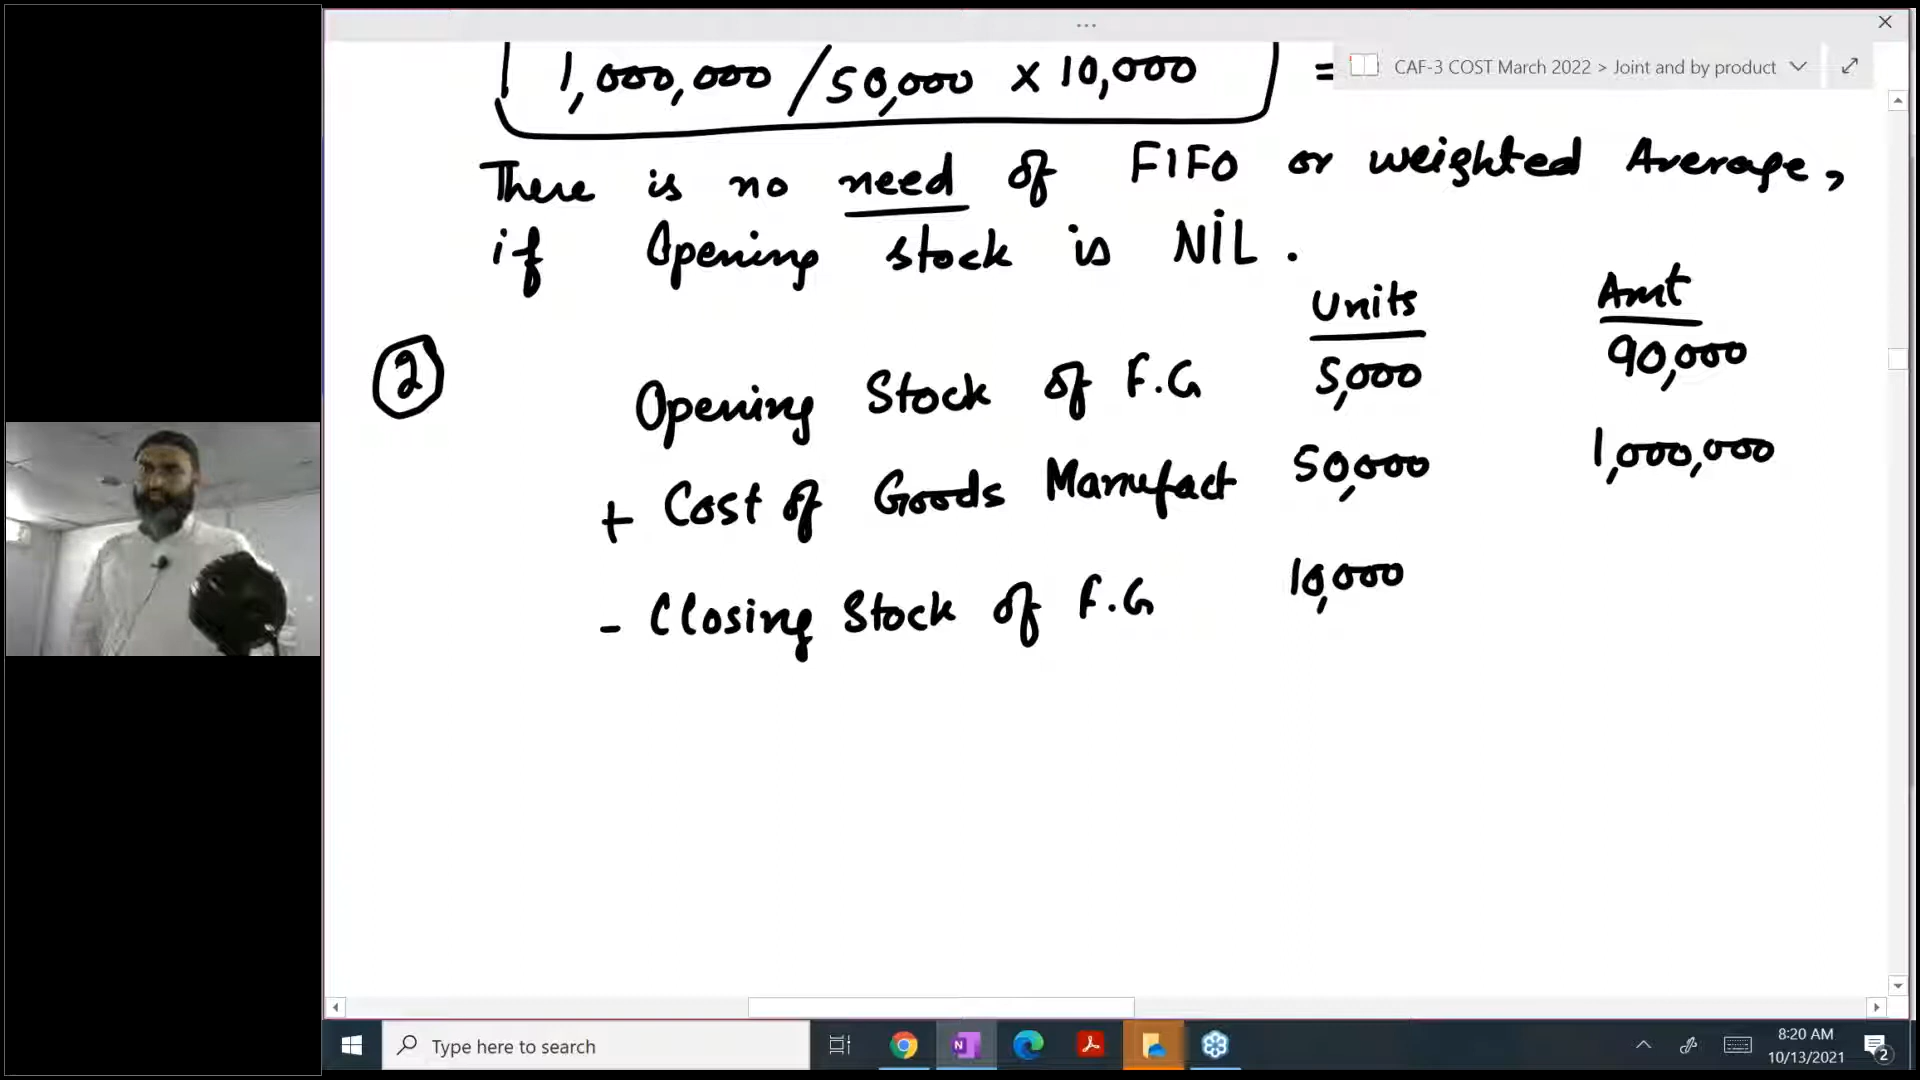 1,000,000 / 50,000 x 10,000 =
CAF-3 COST March 2022 > Joint and by product
There is no need of FIFO or weighted Average,
if Opening stock is NIL.
Units Amt
2 Opening Stock of F.G 5,000 90,000
+ Cost of Goods Manufact 50,000 1,000,000
- Closing Stock of F.G 10,000
Type here to search
8:20 AM
10/13/2021
2